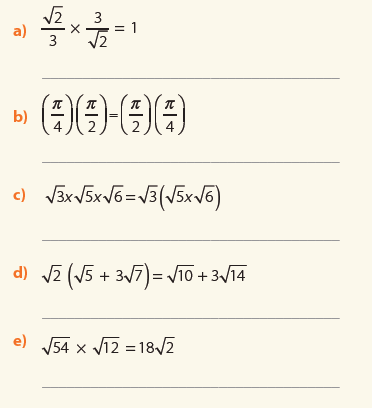 a) √2/3 × 3/√2 = 1
b) (π/4)(π/2)=(π/2)(π/4)
c) √3x√5x√6=√3(√5x√6)
d) √2 (√5 + 3√7)= √10 +3√14
e) √54 × √12 =18√2